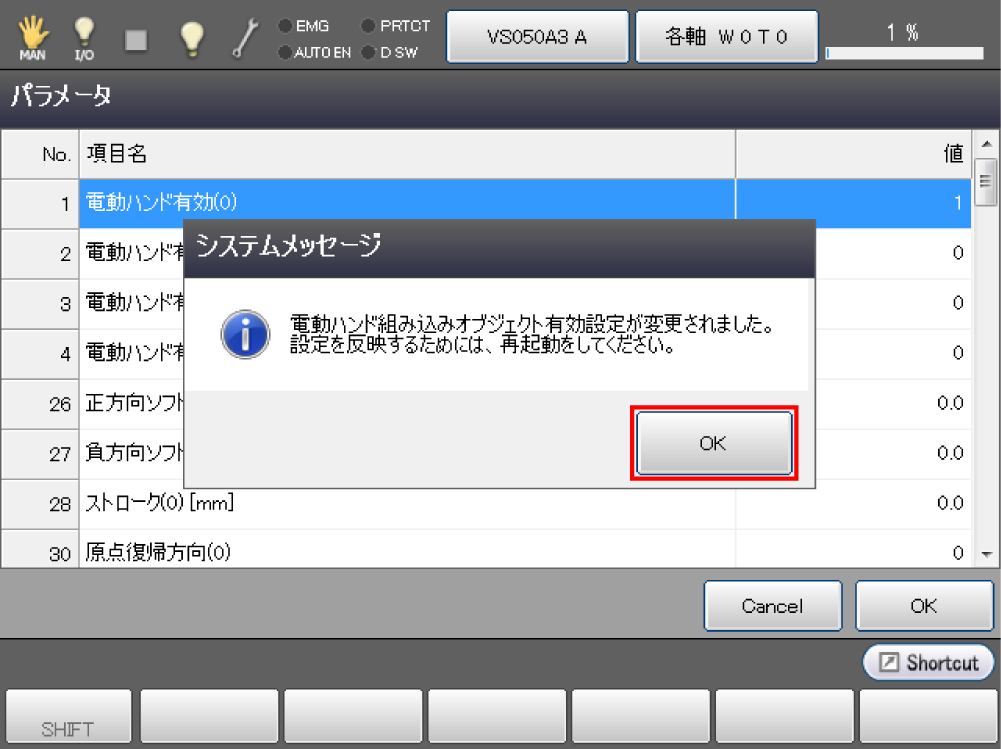 MAN
I/O
EMG
PRTCT
AUTO EN
D SW
VS050A3 A
各軸 W0T0
1 %
パラメータ
No.
項目名
値
1
電動ハンド有効(0)
1
システムメッセージ
2
電動ハンド有
0
3
電動ハンド有
0
電動ハンド組み込みオブジェクト有効設定が変更されました。
設定を反映するためには、再起動をしてください。
4
電動ハンド有
0
26
正方向ソフト
0.0
27
負方向ソフト
0.0
OK
28
ストローク(0) [mm]
0.0
30
原点復帰方向(0)
0
Cancel
OK
Shortcut
SHIFT